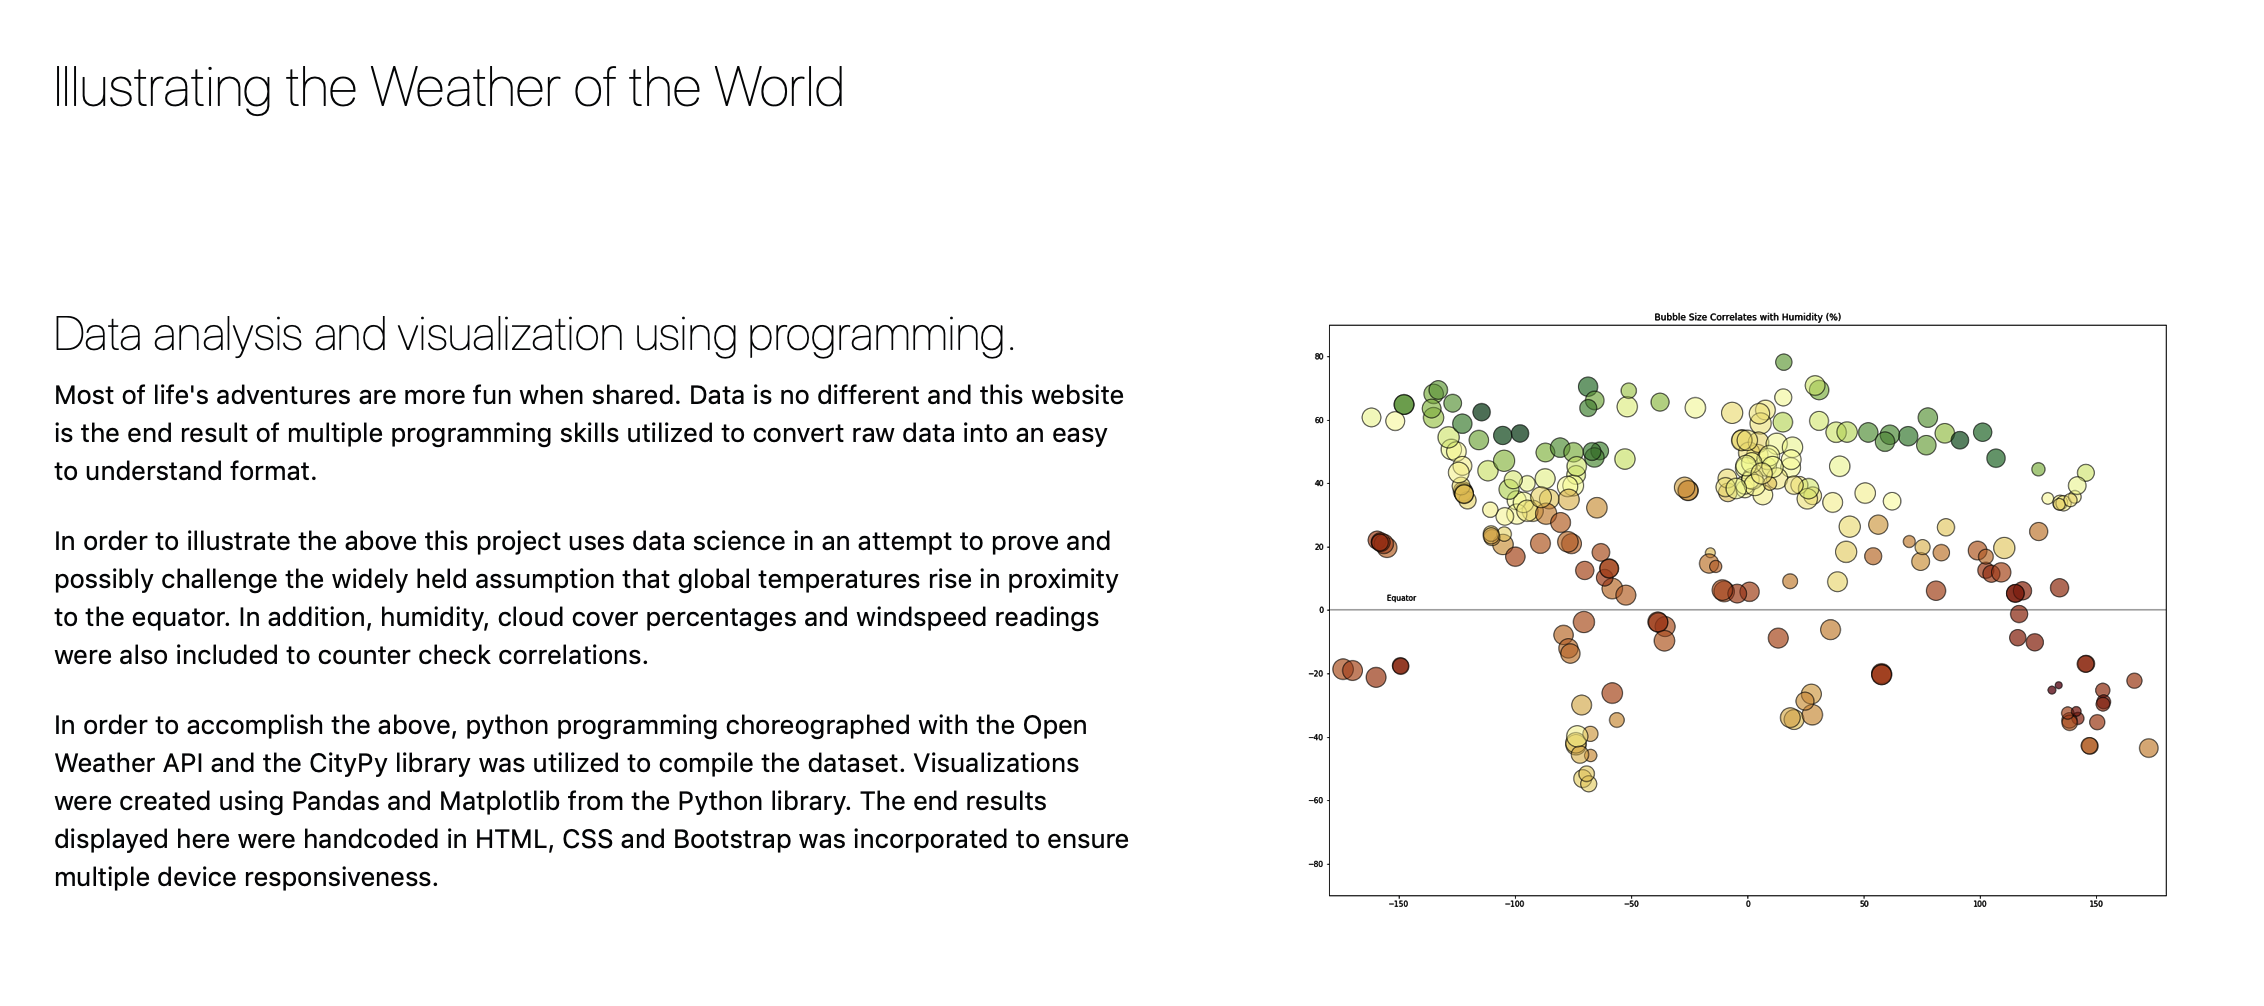 Illustrating the Weather of the World
Data analysis and visualization using programming.
Most of life's adventures are more fun when shared. Data is no different and this website
is the end result of multiple programming skills utilized to convert raw data into an easy
to understand format.
In order to illustrate the above this project uses data science in an attempt to prove and
possibly challenge the widely held assumption that global temperatures rise in proximity
to the equator. In addition, humidity, cloud cover percentages and windspeed readings
were also included to counter check correlations.
In order to accomplish the above, python programming choreographed with the Open
Weather API and the CityPy library was utilized to compile the dataset. Visualizations
were created using Pandas and Matplotlib from the Python library. The end results
displayed here were handcoded in HTML, CSS and Bootstrap was incorporated to ensure
multiple device responsiveness.
Bubble Size Correlates with Humidity (%)
80
60
40
20
Equator
0
−20
−40
−60
−80
−150 −100 −50 0 50 100 150